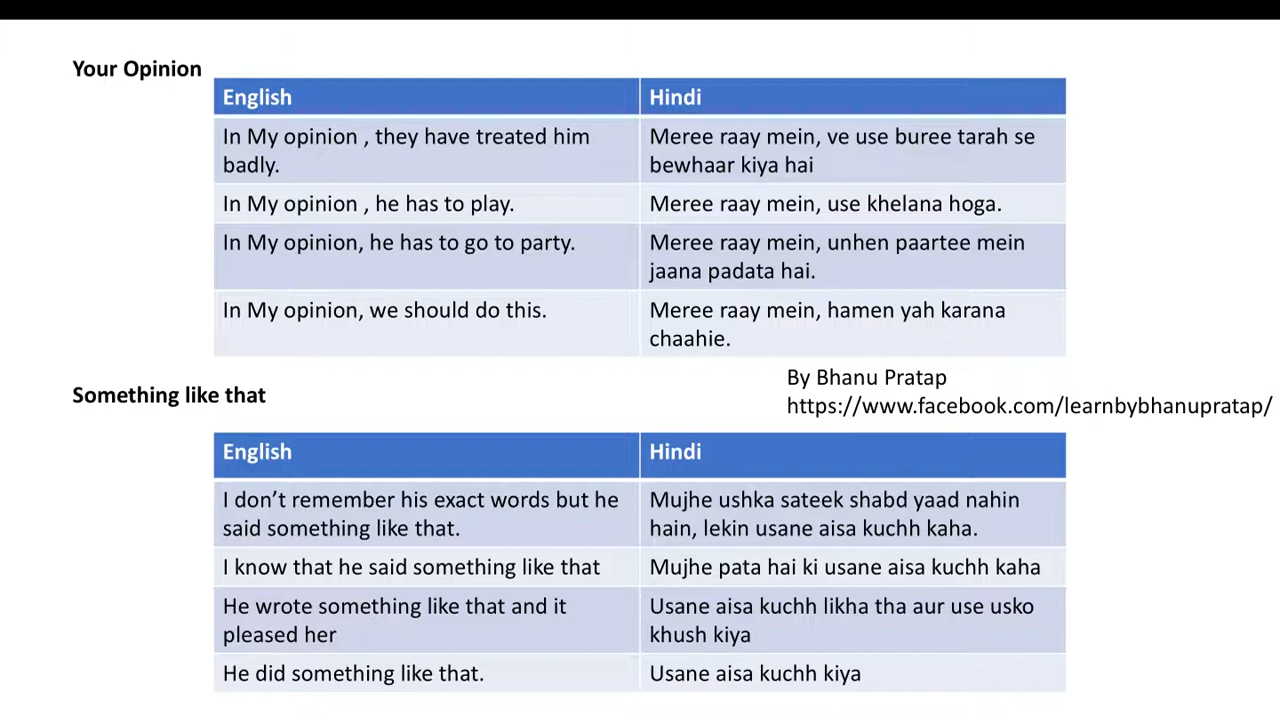 Your Opinion
English
Hindi
In My opinion , they have treated him
badly.
Meree raay mein, ve use buree tarah se
bewhaar kiya hai
In My opinion , he has to play.
Meree raay mein, use khelana hoga.
In My opinion, he has to go to party.
Meree raay mein, unhen paartee mein
jaana padata hai.
In My opinion, we should do this.
Meree raay mein, hamen yah karana
chaahie.
By Bhanu Pratap
https://www.facebook.com/learnbybhanupratap/
Something like that
English
Hindi
I don’t remember his exact words but he
said something like that.
Mujhe ushka sateek shabd yaad nahin
hain, lekin usane aisa kuchh kaha.
I know that he said something like that
Mujhe pata hai ki usane aisa kuchh kaha
He wrote something like that and it
pleased her
Usane aisa kuchh likha tha aur use usko
khush kiya
He did something like that.
Usane aisa kuchh kiya